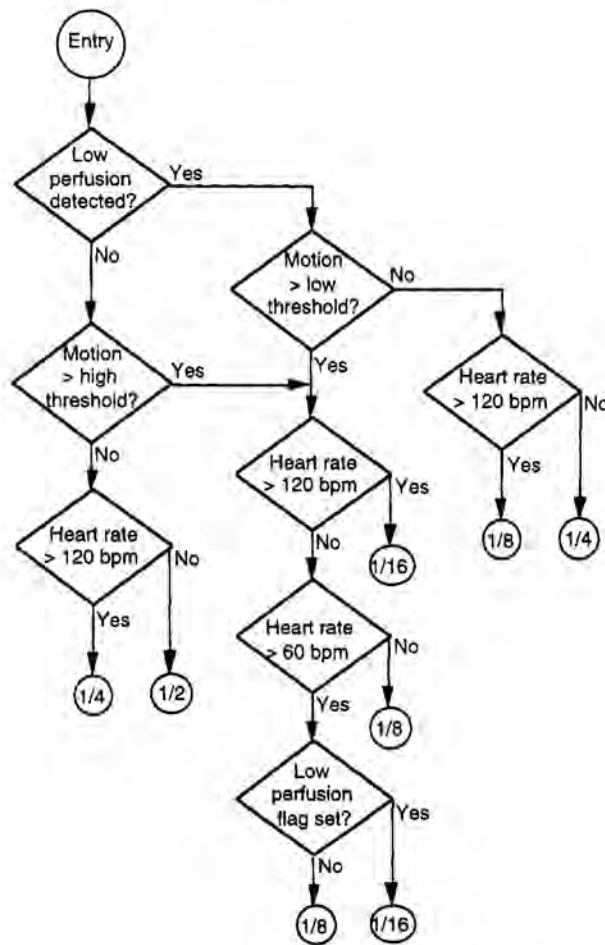 Entry
Low
perfusion
detected?
Yes
No
Motion
> low
threshold?
No
Yes
Motion
> high
threshold?
Yes
No
Heart rate
> 120 bpm
No
Yes
1/8
1/4
Heart rate
> 120 bpm
Yes
No
1/16
Heart rate
> 120 bpm
No
Yes
1/4
1/2
Heart rate
> 60 bpm
No
Yes
1/8
Low
perfusion
flag set?
Yes
No
1/8
1/16